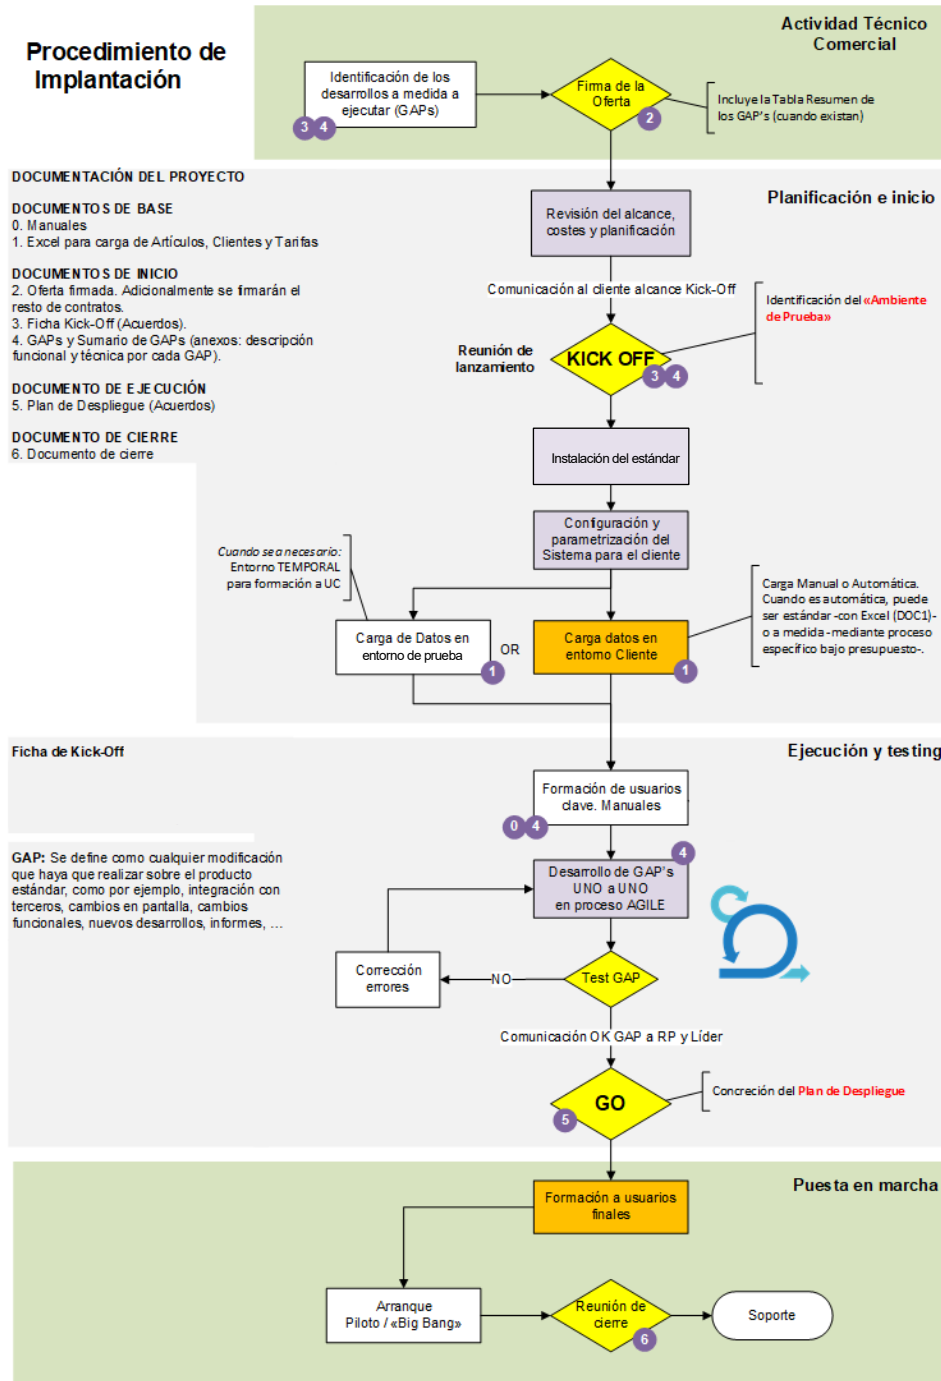 Procedimiento de
Implantación
Actividad Técnico
Comercial
Identificación de los
desarrollos a medida a
ejecutar (GAPs)
3 4
Firma de la
Oferta
2
Incluye la Tabla Resumen de
los GAP's (cuando existan)
DOCUMENTACIÓN DEL PROYECTO
DOCUMENTOS DE BASE
0. Manuales
1. Excel para carga de Artículos, Clientes y Tarifas
DOCUMENTOS DE INICIO
2. Oferta firmada. Adicionalmente se firmarán el
resto de contratos.
3. Ficha Kick-Off (Acuerdos).
4. GAPs y Sumario de GAPs (anexos: descripción
funcional y técnica por cada GAP).
DOCUMENTO DE EJECUCIÓN
5. Plan de Despliegue (Acuerdos)
DOCUMENTO DE CIERRE
6. Documento de cierre
Planificación e inicio
Revisión del alcance,
costes y planificación
Comunicación al cliente alcance Kick-Off
Identificación del «Ambiente
de Prueba»
Reunión de
lanzamiento
KICK OFF
3 4
Instalación del estándar
Configuración y
parametrización del
Sistema para el cliente
Cuando sea necesario:
Entorno TEMPORAL
para formación a UC
Carga Manual o Automática.
Cuando es automática, puede
ser estándar -con Excel (DOC1)-
o a medida -mediante proceso
específico bajo presupuesto-.
Carga de Datos en
entorno de prueba
1
OR
Carga datos en
entorno Cliente
1
Ficha de Kick-Off
Ejecución y testing
Formación de usuarios
clave. Manuales
0 4
GAP: Se define como cualquier modificación
que haya que realizar sobre el producto
estándar, como por ejemplo, integración con
terceros, cambios en pantalla, cambios
funcionales, nuevos desarrollos, informes, ...
4
Desarrollo de GAP's
UNO a UNO
en proceso AGILE
Corrección
errores
NO
Test GAP
Comunicación OK GAP a RP y Líder
GO
5
Concreción del Plan de Despliegue
Puesta en marcha
Formación a usuarios
finales
Arranque
Piloto / «Big Bang»
Reunión de
cierre
6
Soporte